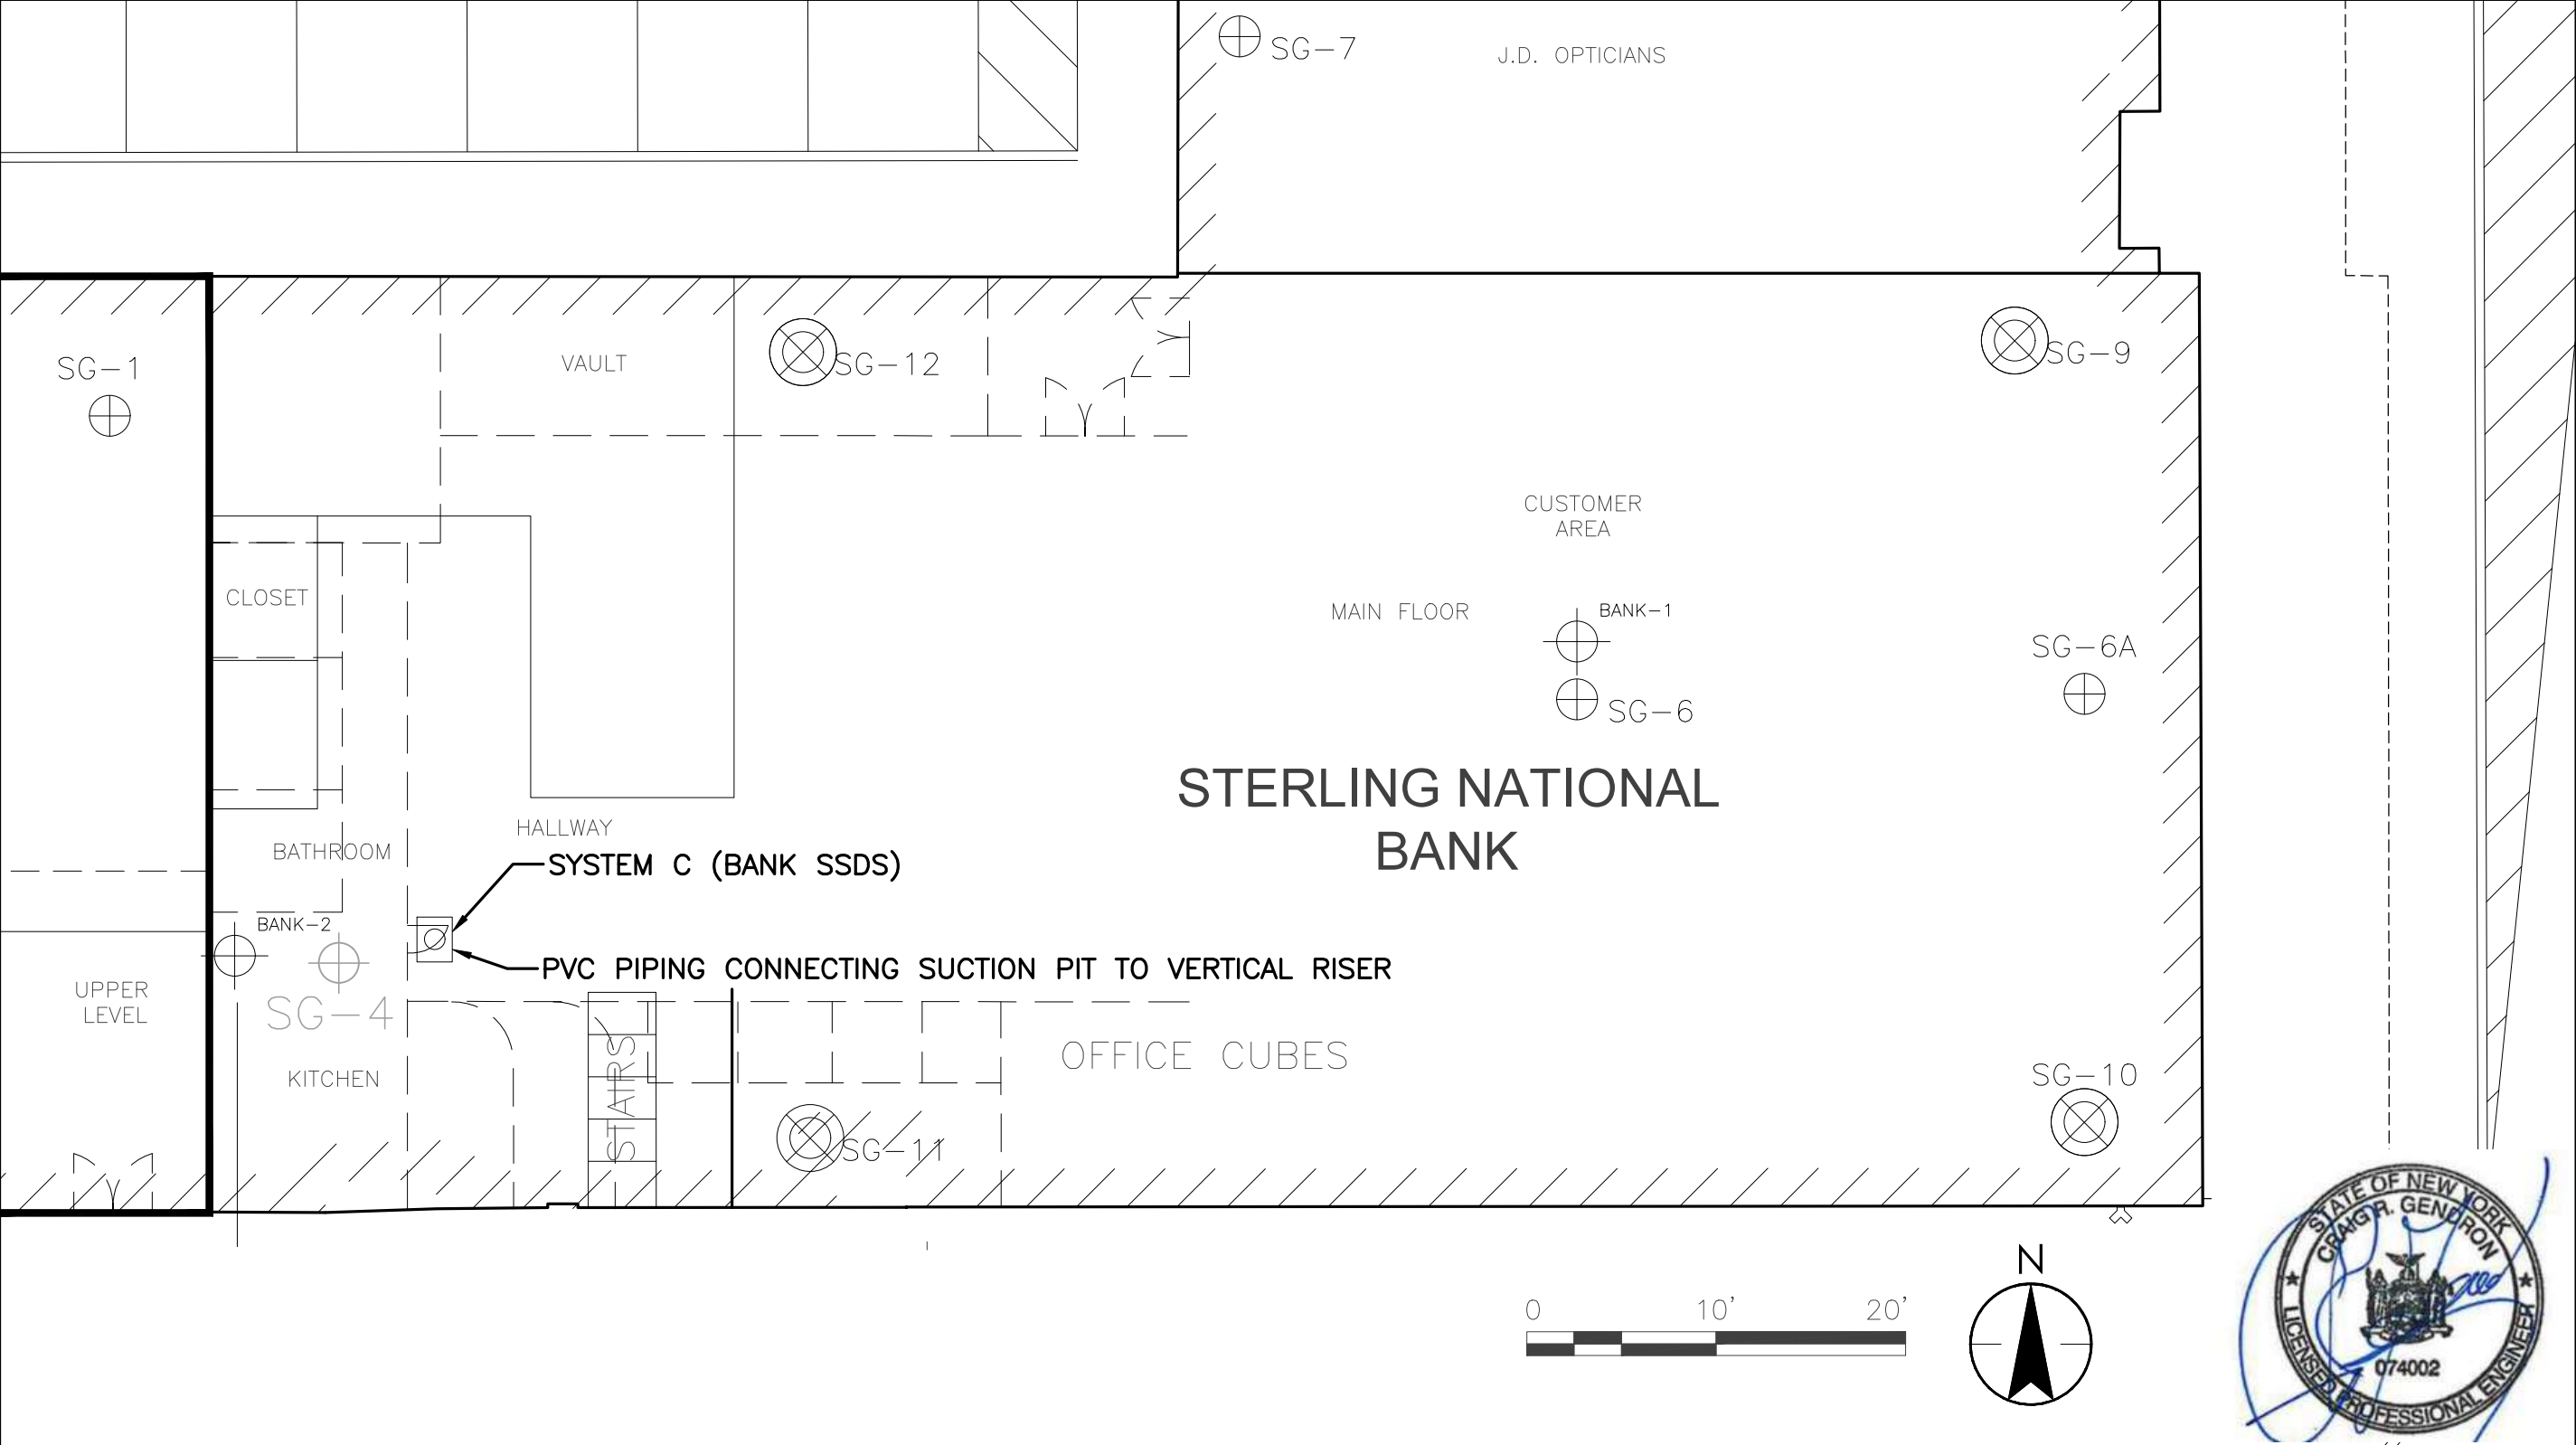 SG-7
J.D. OPTICIANS
SG-1
VAULT
SG-12
SG-9
CUSTOMER
AREA
CLOSET
MAIN FLOOR
BANK-1
SG-6A
SG-6
STERLING NATIONAL
BANK
HALLWAY
BATHROOM
SYSTEM C (BANK SSDS)
BANK-2
PVC PIPING CONNECTING SUCTION PIT TO VERTICAL RISER
UPPER
LEVEL
SG-4
KITCHEN
STAIRS
OFFICE CUBES
SG-10
SG-11
N
0 10' 20'
STATE OF NEW YORK
CRAIG R. GENDRON
074002
LICENSED PROFESSIONAL ENGINEER